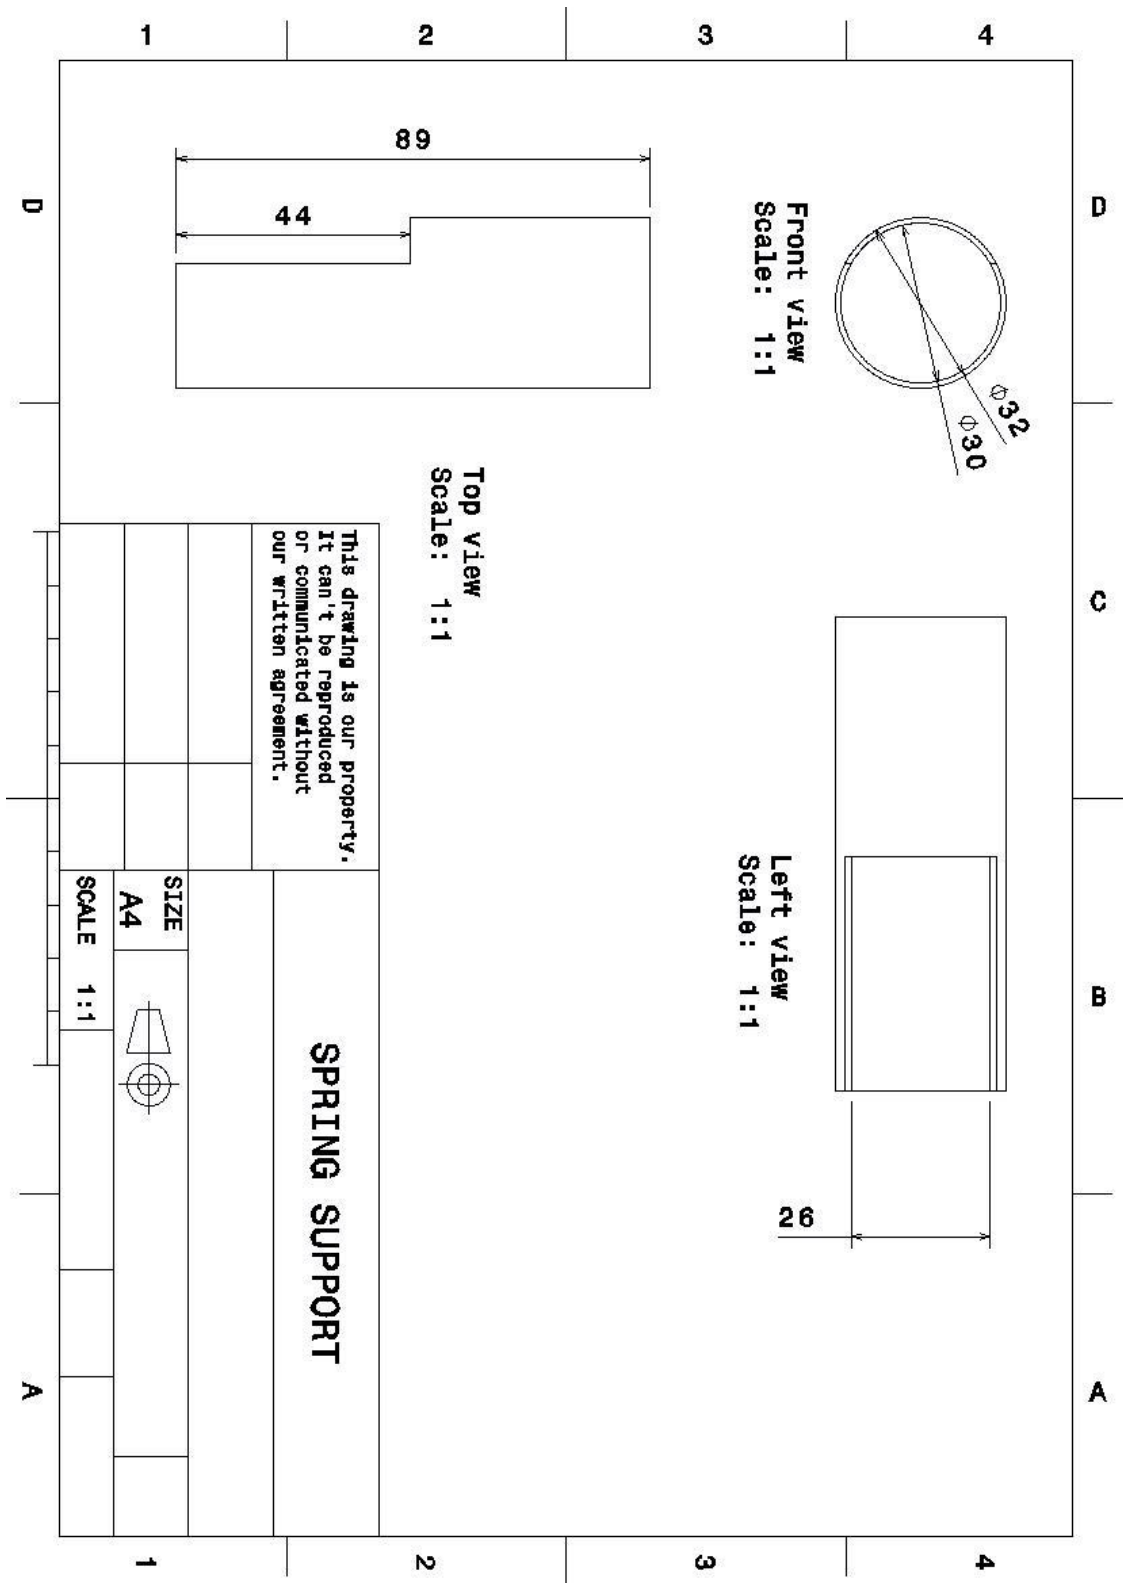 1
2
3
4
D
D
89
44
Front view
Scale: 1:1
Ø32
Ø30
Top view
Scale: 1:1
C
This drawing is our property.
It can't be reproduced
or communicated without
our written agreement.
Left view
Scale: 1:1
SIZE
A4
SCALE 1:1
B
SPRING SUPPORT
26
A
A
1
2
3
4